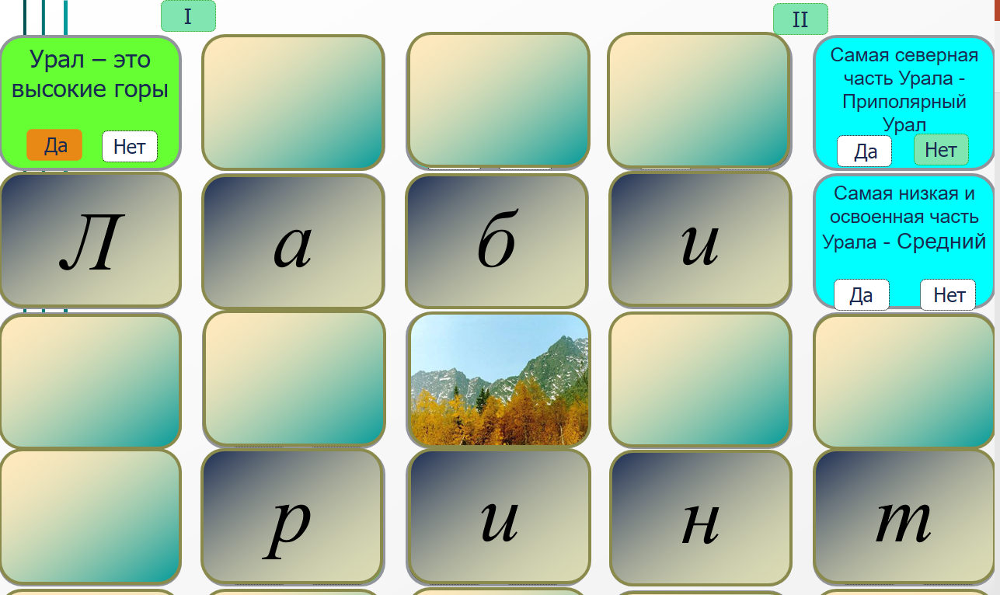 I
II
Урал – это
высокие горы
Да
Нет
Самая северная
часть Урала -
Приполярный
Урал
Да
Нет
Л
а
б
и
Самая низкая и
освоенная часть
Урала - Средний
Да
Нет
р
и
н
т